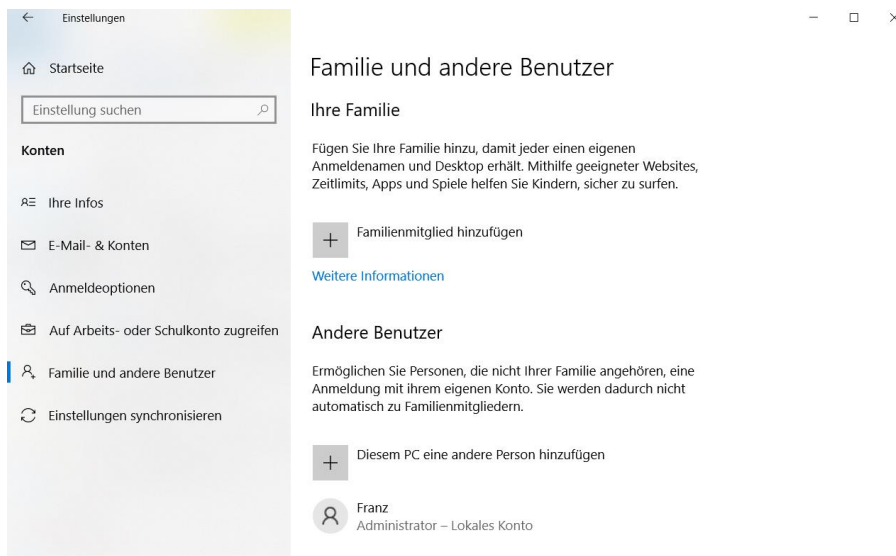 Einstellungen
Startseite
Einstellung suchen
Konten
Ihre Infos
E-Mail- & Konten
Anmeldeoptionen
Auf Arbeits- oder Schulkonto zugreifen
Familie und andere Benutzer
Einstellungen synchronisieren
Familie und andere Benutzer
Ihre Familie
Fügen Sie Ihre Familie hinzu, damit jeder einen eigenen
Anmeldenamen und Desktop erhält. Mithilfe geeigneter Websites,
Zeitlimits, Apps und Spiele helfen Sie Kindern, sicher zu surfen.
Familienmitglied hinzufügen
Weitere Informationen
Andere Benutzer
Ermöglichen Sie Personen, die nicht Ihrer Familie angehören, eine
Anmeldung mit ihrem eigenen Konto. Sie werden dadurch nicht
automatisch zu Familienmitgliedern.
Diesem PC eine andere Person hinzufügen
Franz
Administrator – Lokales Konto